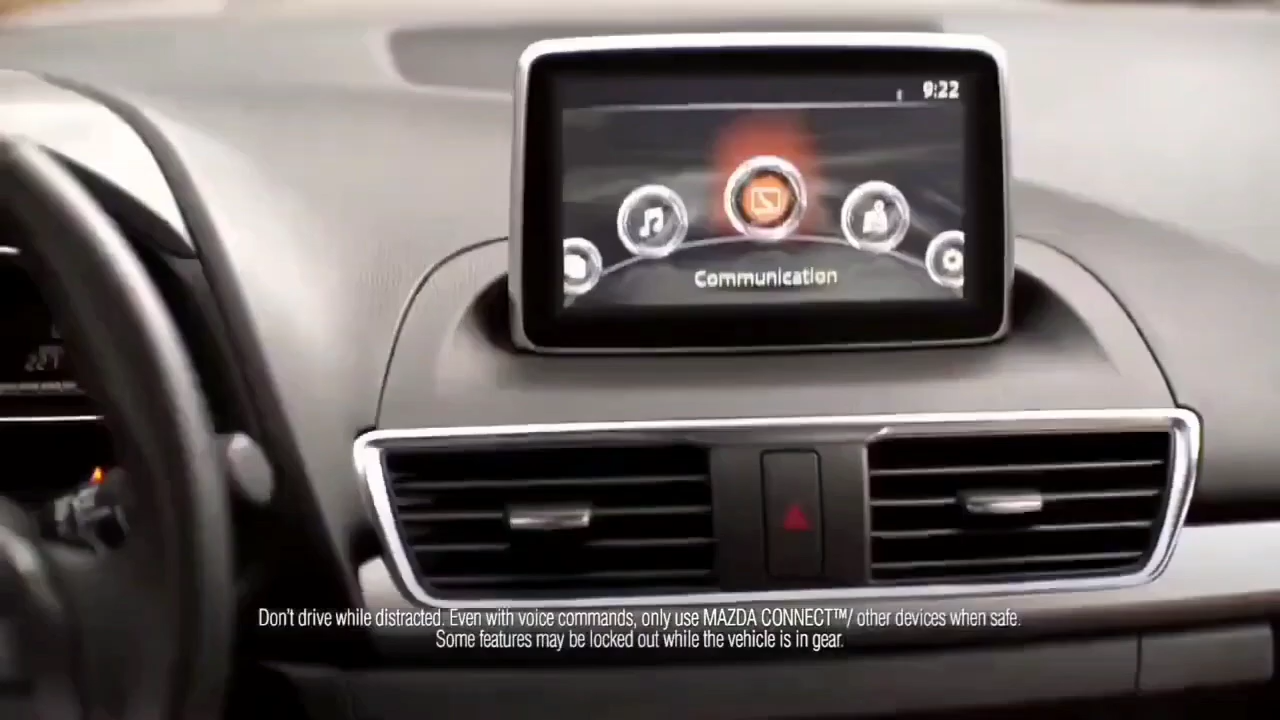 9:22
Communication
Don't drive while distracted. Even with voice commands, only use MAZDA CONNECT™/ other devices when safe.
Some features may be locked out while the vehicle is in gear.